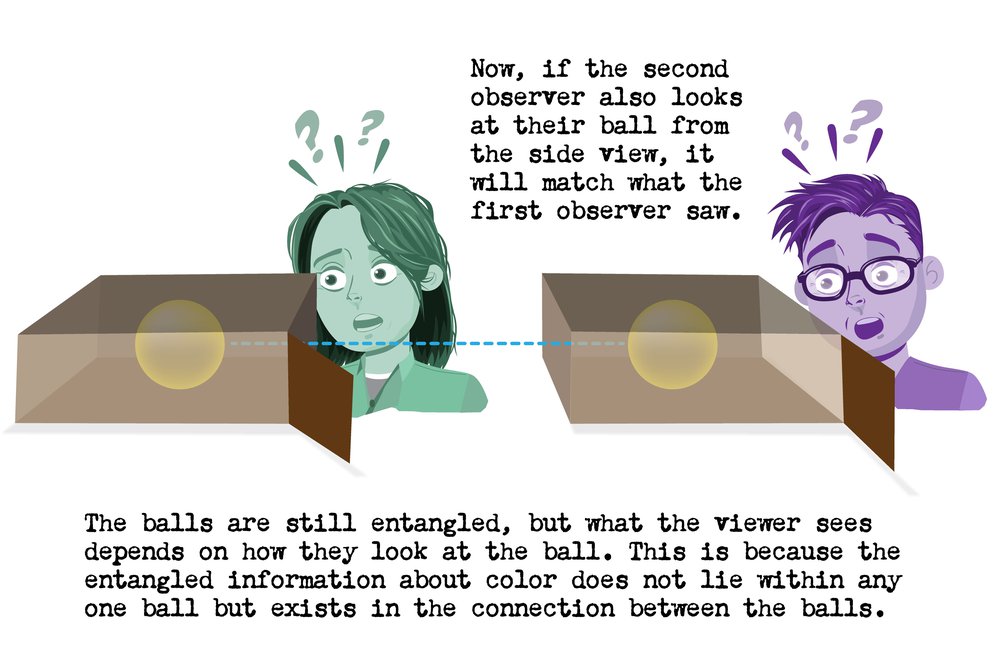 Now, if the second
observer also looks
at their ball from
the side view, it
will match what the
first observer saw.
? ?
? ?
The balls are still entangled, but what the viewer sees
depends on how they look at the ball. This is because the
entangled information about color does not lie within any
one ball but exists in the connection between the balls.